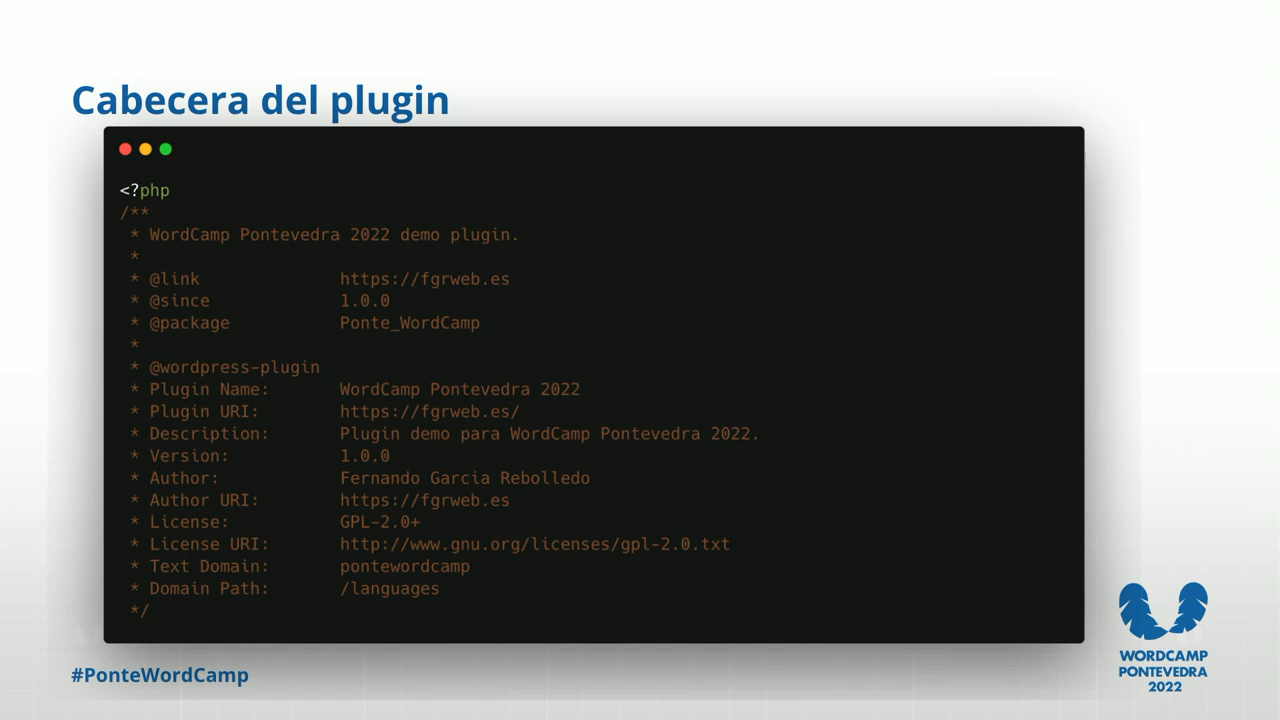 Cabecera del plugin
<?php
/**
 * WordCamp Pontevedra 2022 demo plugin.
 *
 * @link              https://fgrweb.es
 * @since             1.0.0
 * @package           Ponte_WordCamp
 *
 * @wordpress-plugin
 * Plugin Name:       WordCamp Pontevedra 2022
 * Plugin URI:        https://fgrweb.es/
 * Description:       Plugin demo para WordCamp Pontevedra 2022.
 * Version:           1.0.0
 * Author:            Fernando Garcia Rebolledo
 * Author URI:        https://fgrweb.es
 * License:           GPL-2.0+
 * License URI:       http://www.gnu.org/licenses/gpl-2.0.txt
 * Text Domain:       pontewordcamp
 * Domain Path:       /languages
 */
#PonteWordCamp
WORDCAMP
PONTEVEDRA
2022